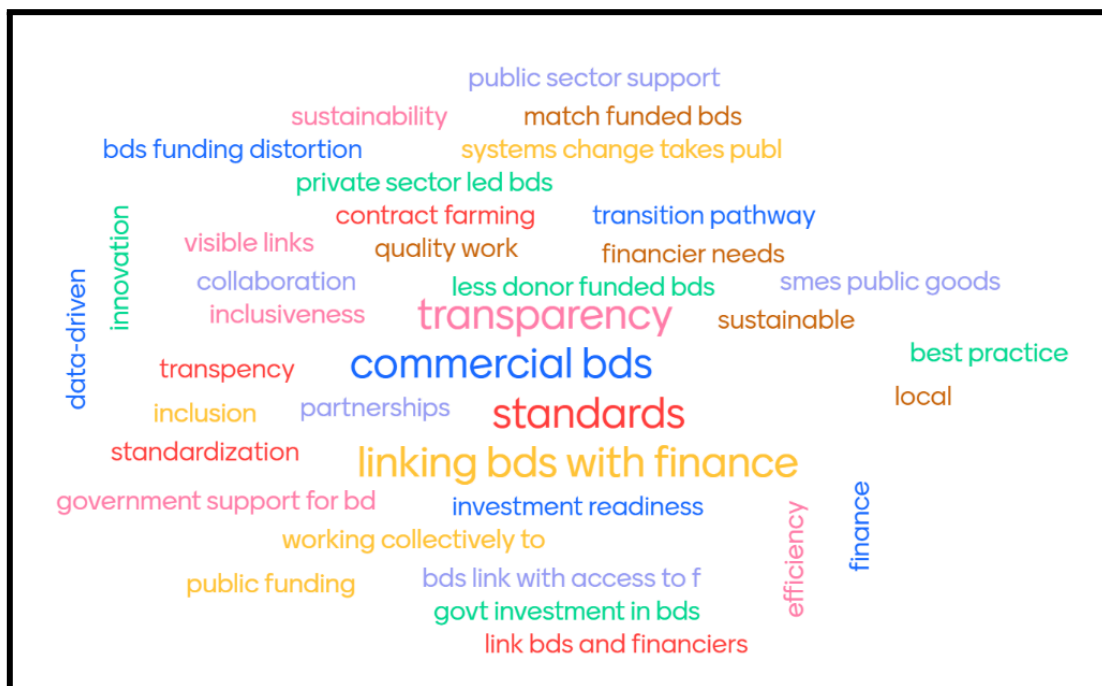 public sector support
sustainability
match funded bds
bds funding distortion
systems change takes publ
private sector led bds
contract farming
transition pathway
innovation
visible links
quality work
financier needs
data-driven
collaboration
less donor funded bds
smes public goods
inclusiveness
transparency
sustainable
commercial bds
best practice
transpency
local
inclusion
partnerships
standards
standardization
linking bds with finance
government support for bd
investment readiness
efficiency
finance
working collectively to
public funding
bds link with access to f
govt investment in bds
link bds and financiers